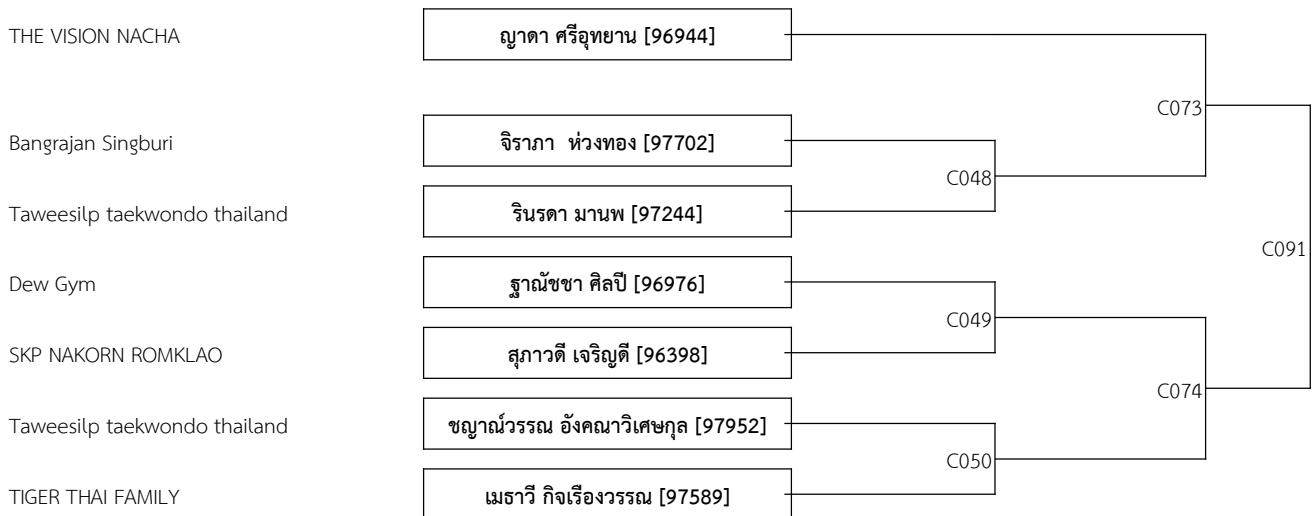 THE VISION NACHA ญาดา ศรีอุทยาน [96944]
C073
Bangrajan Singburi จิราภา ห่วงทอง [97702]
C048
Taweesilp taekwondo thailand รินรดา มานพ [97244]
C091
Dew Gym ฐาณัชชา ศิลปี [96976]
C049
SKP NAKORN ROMKLAO สุภาวดี เจริญดี [96398]
C074
Taweesilp taekwondo thailand ชญาณ์วรรณ อังคณาวิเศษกุล [97952]
C050
TIGER THAI FAMILY เมธาวี กิจเรืองวรรณ [97589]